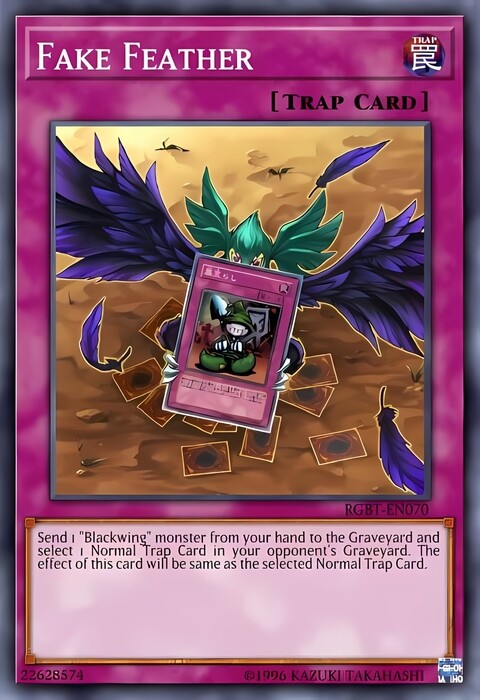 FAKE FEATHER
TRAP
罠
[TRAP CARD]
RGBT-EN070
Send 1 "Blackwing" monster from your hand to the Graveyard and
select 1 Normal Trap Card in your opponent's Graveyard. The
effect of this card will be same as the selected Normal Trap Card.
22628574
©1996 KAZUKI TAKAHASHI